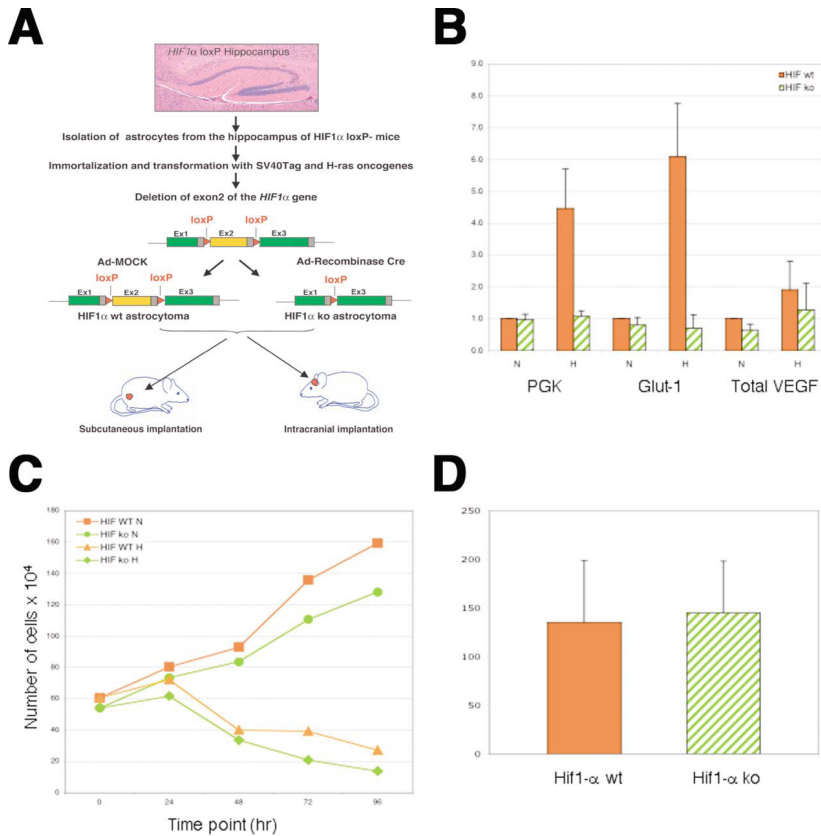 A
HIF1α loxP Hippocampus
Isolation of astrocytes from the hippocampus of HIF1α loxP- mice
Immortalization and transformation with SV40Tag and H-ras oncogenes
Deletion of exon2 of the HIF1α gene
loxP loxP
Ex1 Ex2 Ex3
Ad-MOCK Ad-Recombinase Cre
loxP loxP loxP
Ex1 Ex2 Ex3 Ex1 Ex3
HIF1α wt astrocytoma HIF1α ko astrocytoma
Subcutaneous implantation Intracranial implantation
B
9.0
8.0
7.0
6.0
5.0
4.0
3.0
2.0
1.0
0.0
HIF wt
HIF ko
N H N H N H
PGK Glut-1 Total VEGF
C
Number of cells x 10⁴
180
160
140
120
100
80
60
40
20
0
HIF WT N
HIF ko N
HIF WT H
HIF ko H
0 24 48 72 96
Time point (hr)
D
250
200
150
100
50
0
Hif1-α wt Hif1-α ko